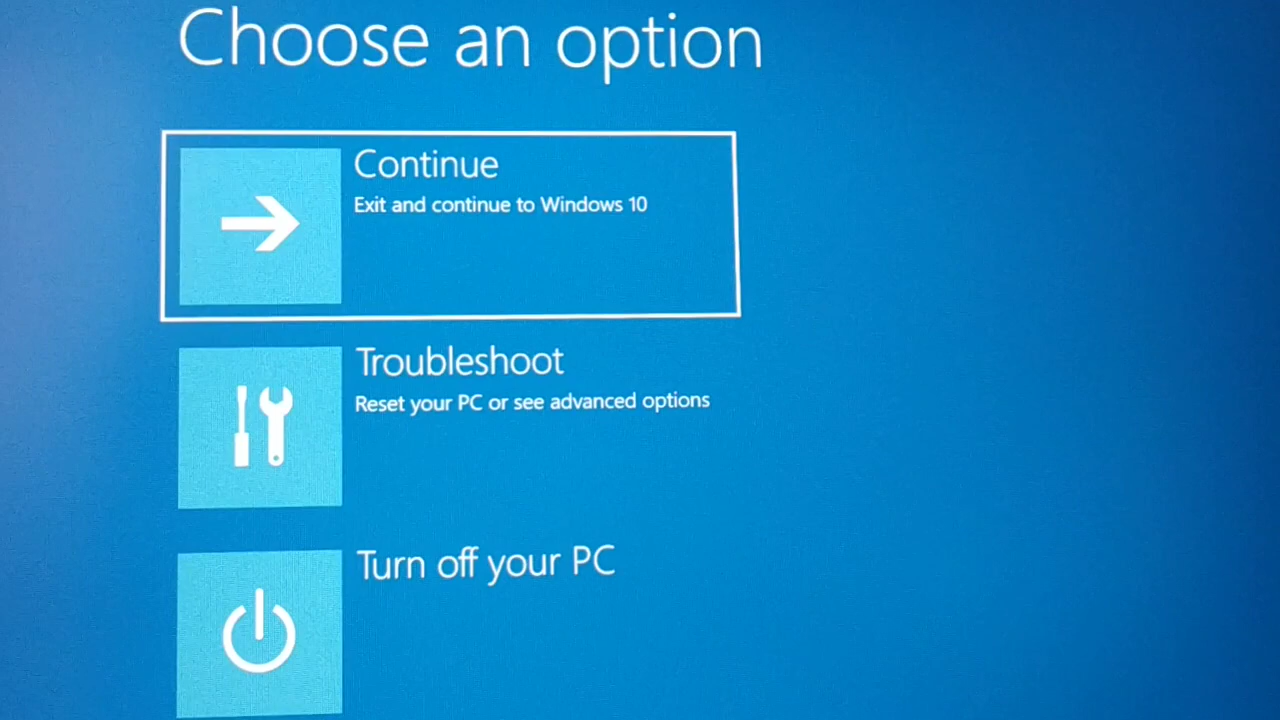 Choose an option
Continue
Exit and continue to Windows 10
Troubleshoot
Reset your PC or see advanced options
Turn off your PC